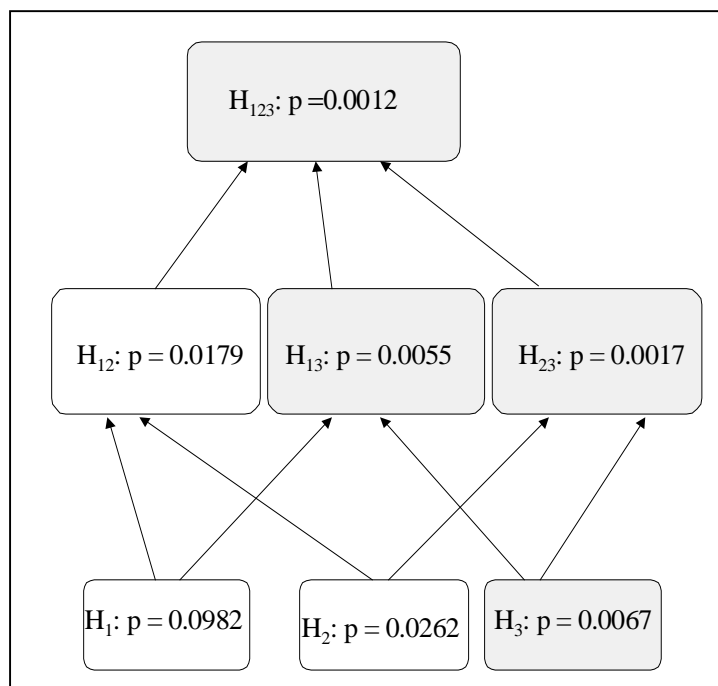 H₁₂₃: p =0.0012
H₁₂: p = 0.0179
H₁₃: p = 0.0055
H₂₃: p = 0.0017
H₁: p = 0.0982
H₂: p = 0.0262
H₃: p = 0.0067